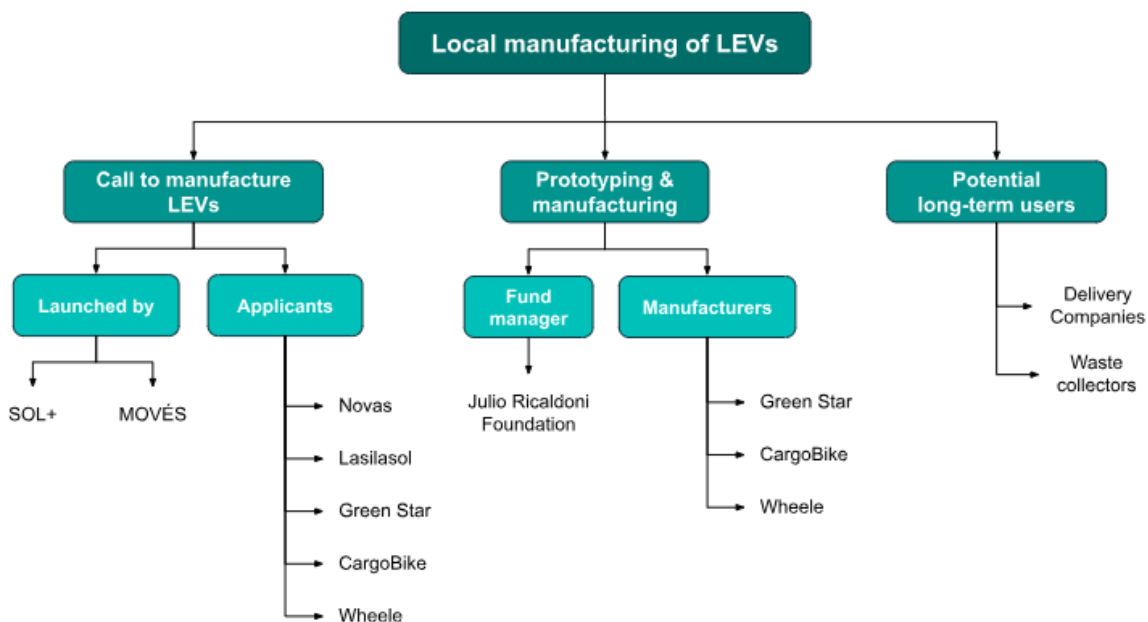 Local manufacturing of LEVs
Call to manufacture
LEVs
Prototyping &
manufacturing
Potential
long-term users
Launched by
Applicants
Fund
manager
Manufacturers
Delivery
Companies
Waste
collectors
SOL+
MOVÉS
Novas
Lasilasol
Green Star
CargoBike
Wheele
Julio Ricaldoni
Foundation
Green Star
CargoBike
Wheele